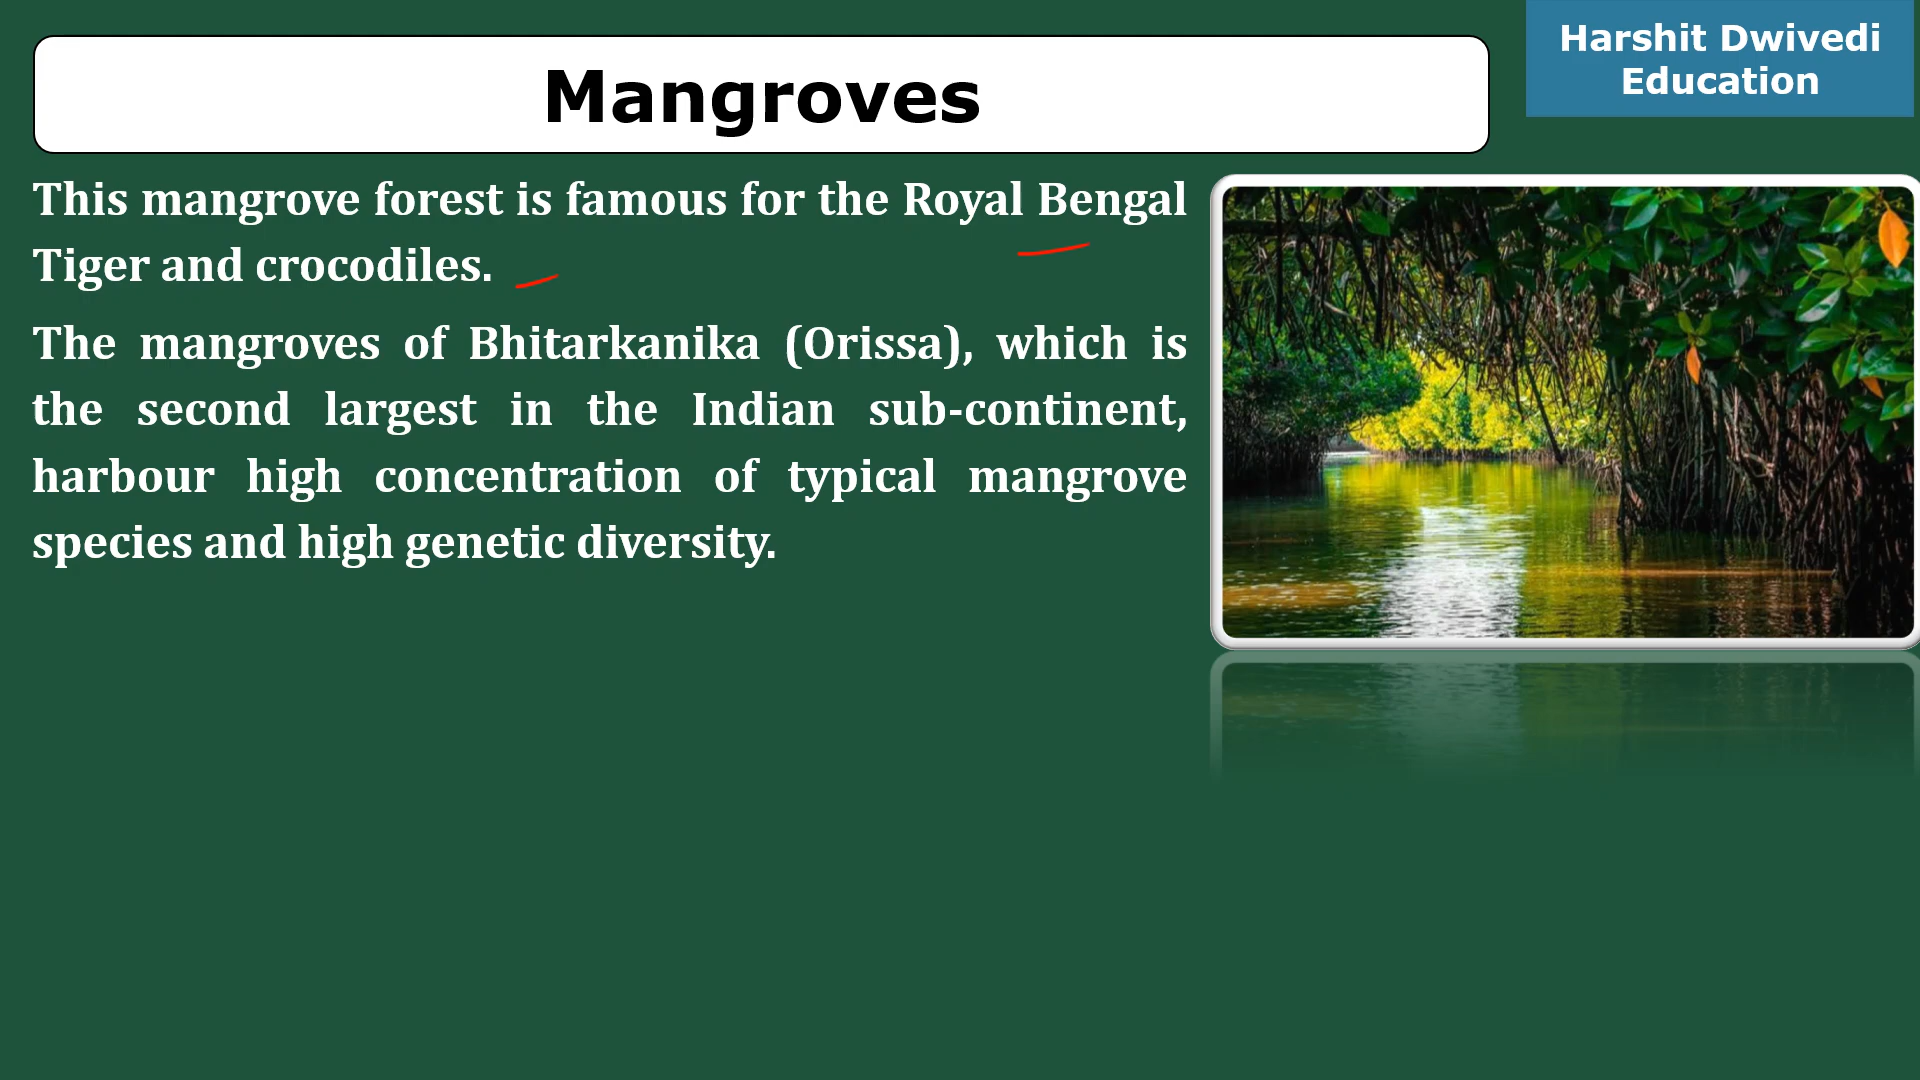 Mangroves
Harshit Dwivedi
Education
This mangrove forest is famous for the Royal Bengal
Tiger and crocodiles.
The mangroves of Bhitarkanika (Orissa), which is
the second largest in the Indian sub-continent,
harbour high concentration of typical mangrove
species and high genetic diversity.